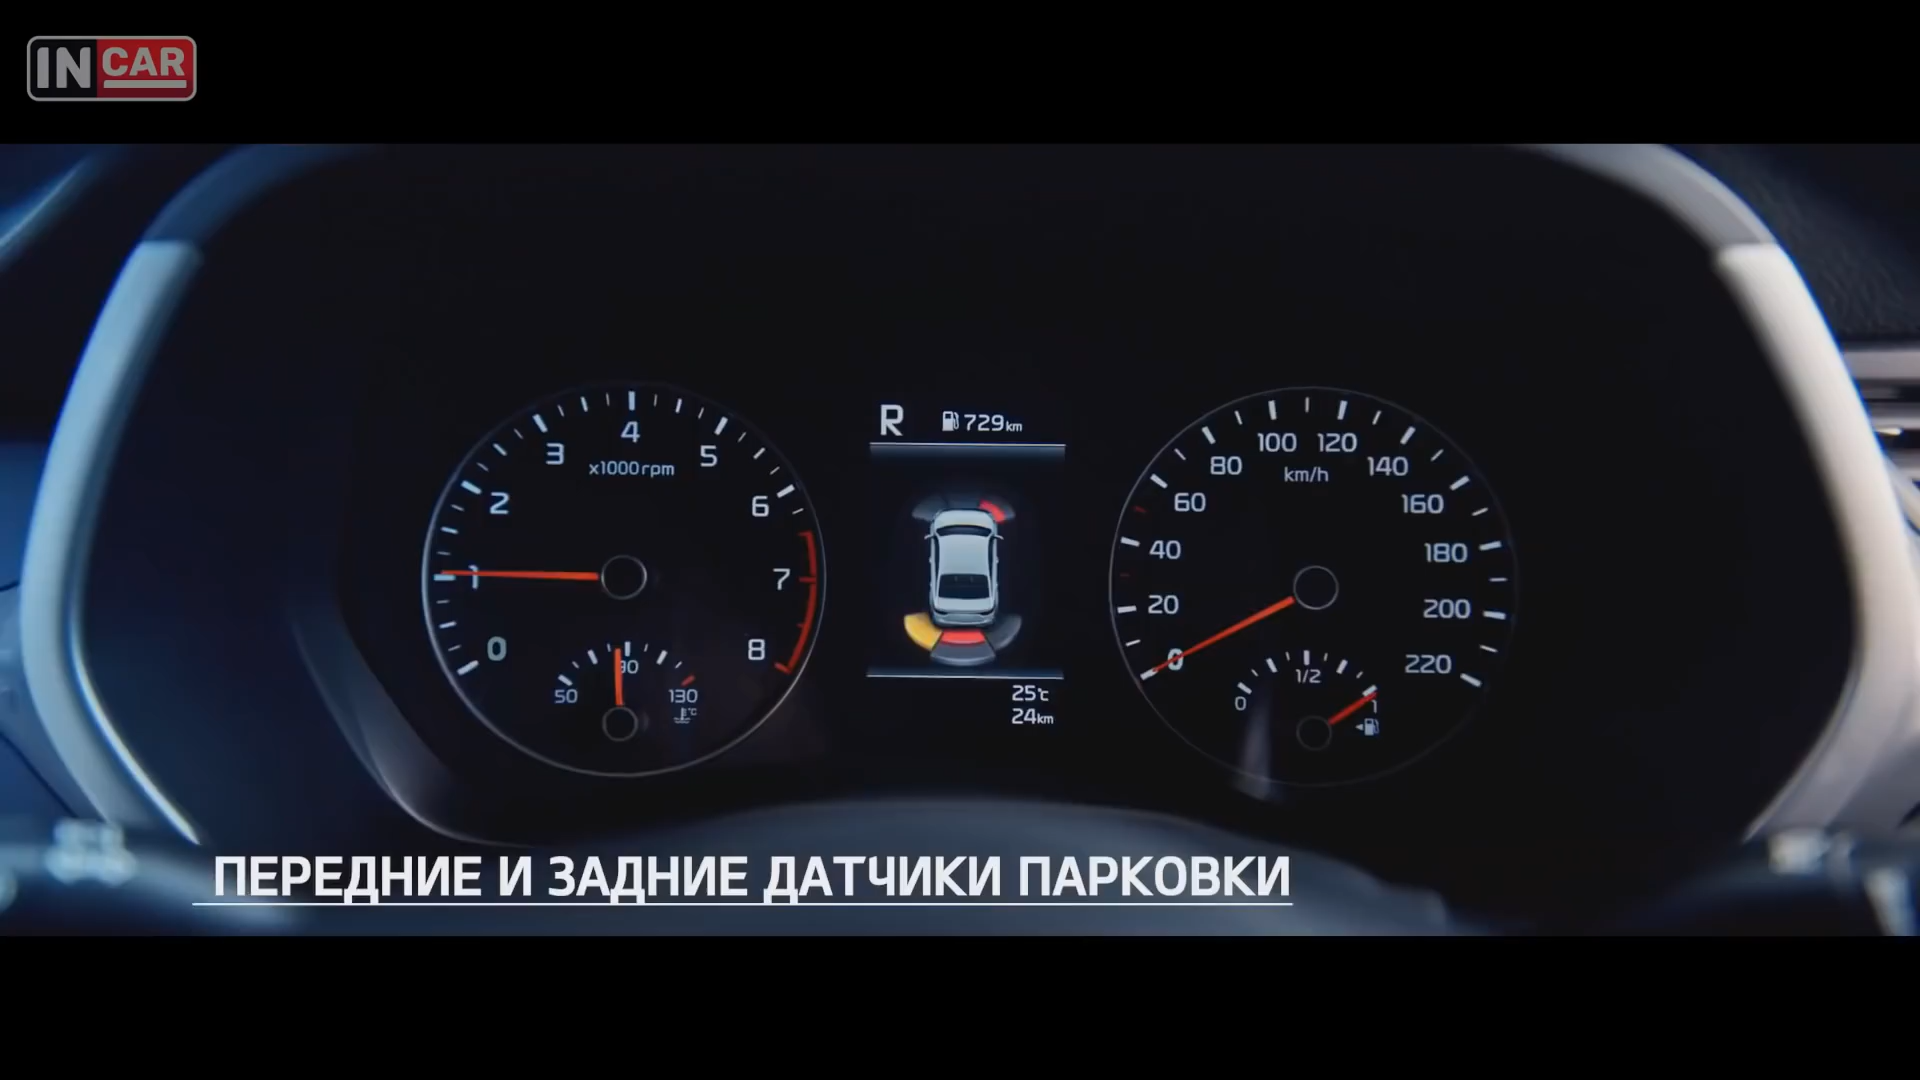 INCAR
R 729km
4
3 5
x1000rpm
2 6
1 7
0 8
90
50 130
°C
25°C
24km
100 120
80 140
km/h
60 160
40 180
20 200
0 220
1/2
0 1
ПЕРЕДНИЕ И ЗАДНИЕ ДАТЧИКИ ПАРКОВКИ